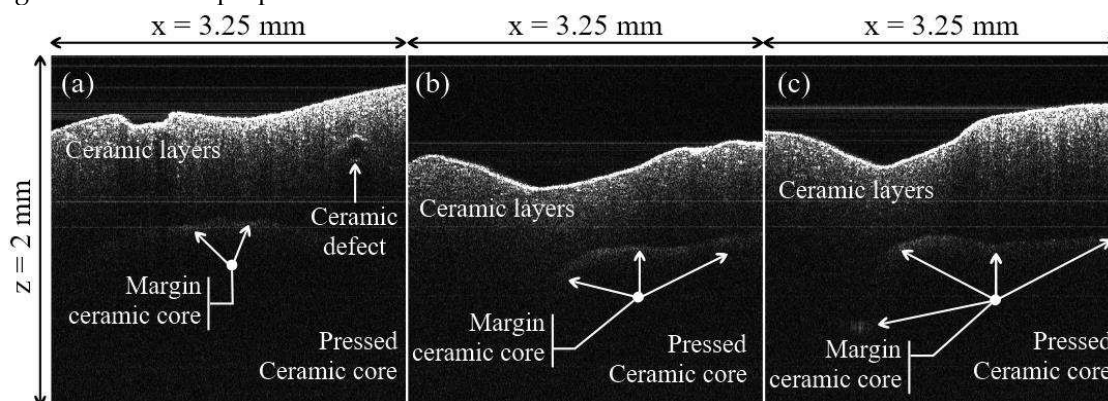 x = 3.25 mm
x = 3.25 mm
x = 3.25 mm
z = 2 mm
(a)
Ceramic layers
Ceramic
defect
Margin
ceramic core
Pressed
Ceramic core
(b)
Ceramic layers
Margin
ceramic core
Pressed
Ceramic core
(c)
Ceramic layers
Margin
ceramic core
Pressed
Ceramic core